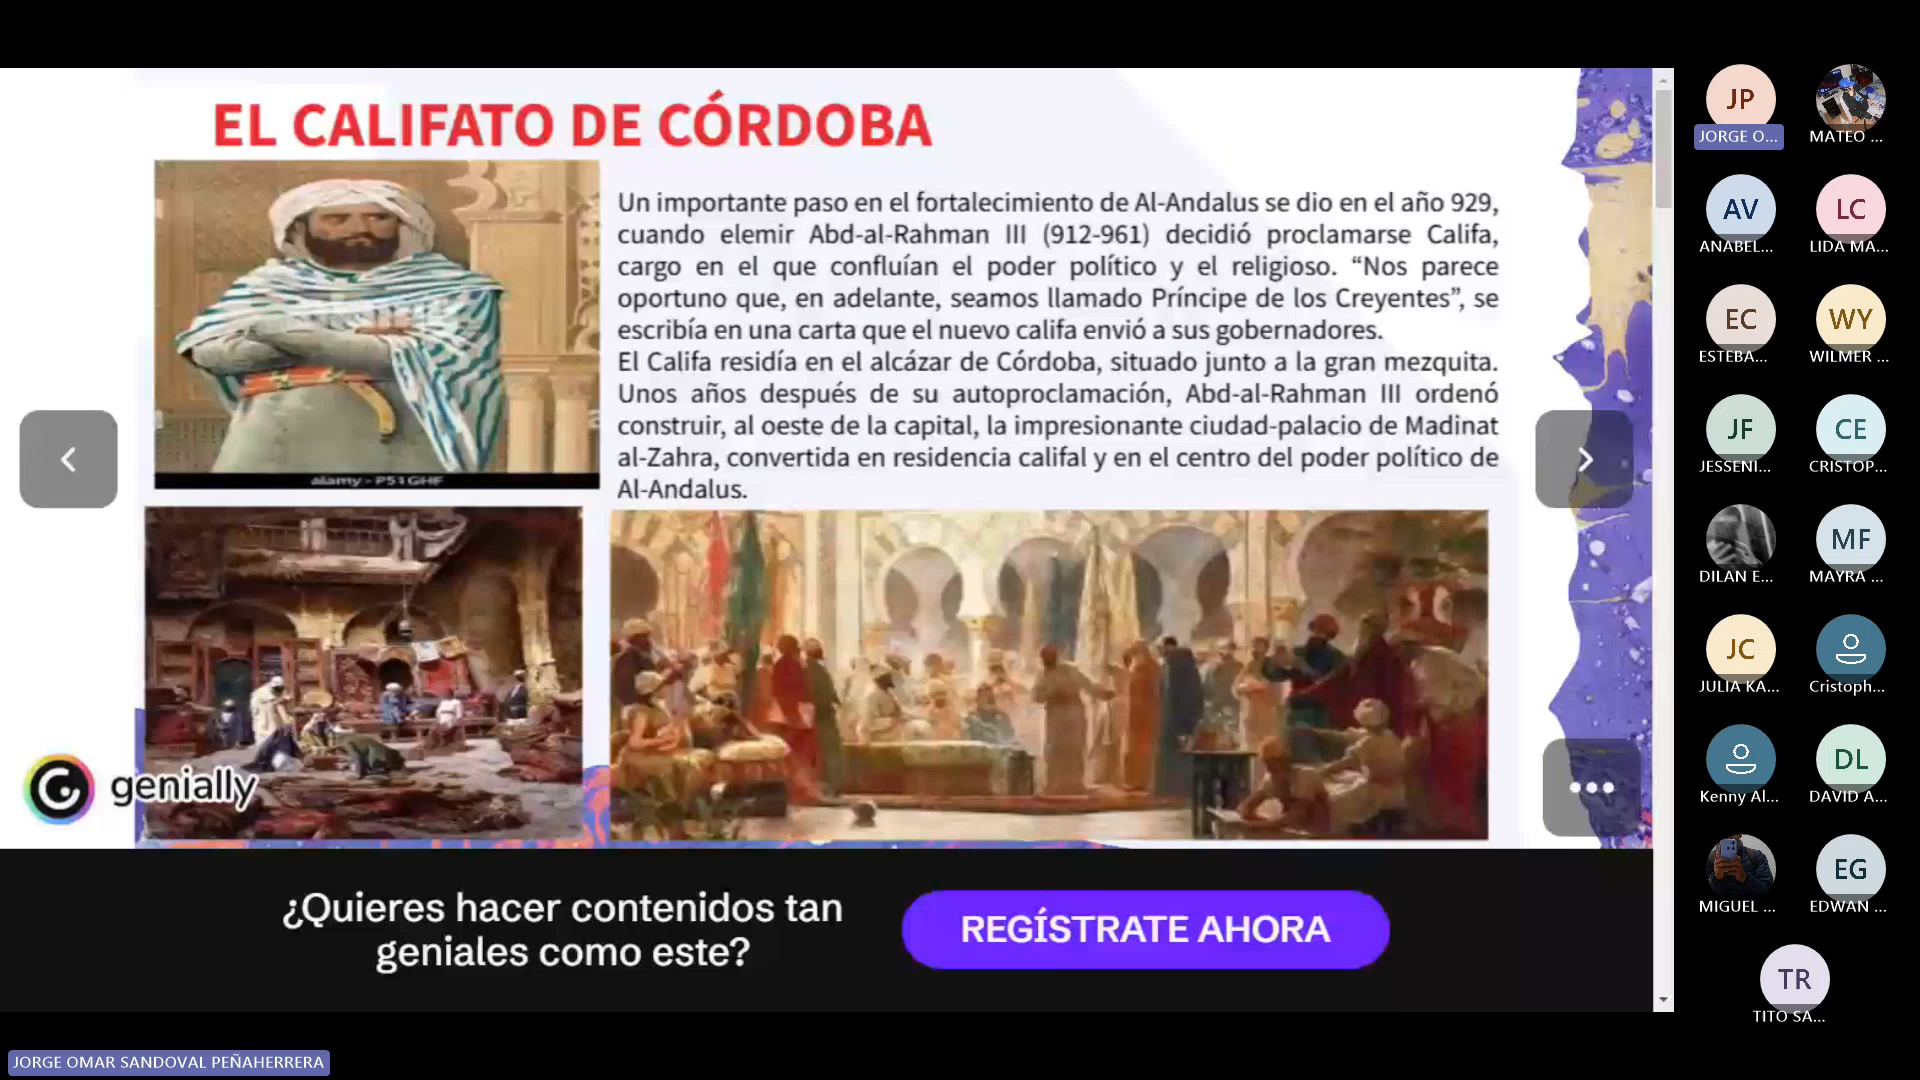 EL CALIFATO DE CÓRDOBA
Un importante paso en el fortalecimiento de Al-Andalus se dio en el año 929,
cuando elemir Abd-al-Rahman III (912-961) decidió proclamarse Califa,
cargo en el que confluían el poder político y el religioso. “Nos parece
oportuno que, en adelante, seamos llamado Príncipe de los Creyentes”, se
escribía en una carta que el nuevo califa envió a sus gobernadores.
El Califa residía en el alcázar de Córdoba, situado junto a la gran mezquita.
Unos años después de su autoproclamación, Abd-al-Rahman III ordenó
construir, al oeste de la capital, la impresionante ciudad-palacio de Madinat
al-Zahra, convertida en residencia califal y en el centro del poder político de
Al-Andalus.
alamy - P51GHF
genially
¿Quieres hacer contenidos tan
geniales como este?
REGÍSTRATE AHORA
JORGE OMAR SANDOVAL PEÑAHERRERA
JP
JORGE O...
MATEO ...
AV
ANABEL...
LC
LIDA MA...
EC
ESTEBA...
WY
WILMER ...
JF
JESSENI...
CE
CRISTOP...
DILAN E...
MF
MAYRA ...
JC
JULIA KA...
Cristoph...
Kenny Al...
DL
DAVID A...
MIGUEL ...
EG
EDWAN ...
TR
TITO SA...